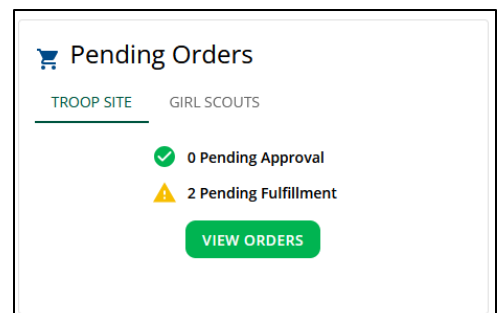 Pending Orders
TROOP SITE GIRL SCOUTS
0 Pending Approval
2 Pending Fulfillment
VIEW ORDERS